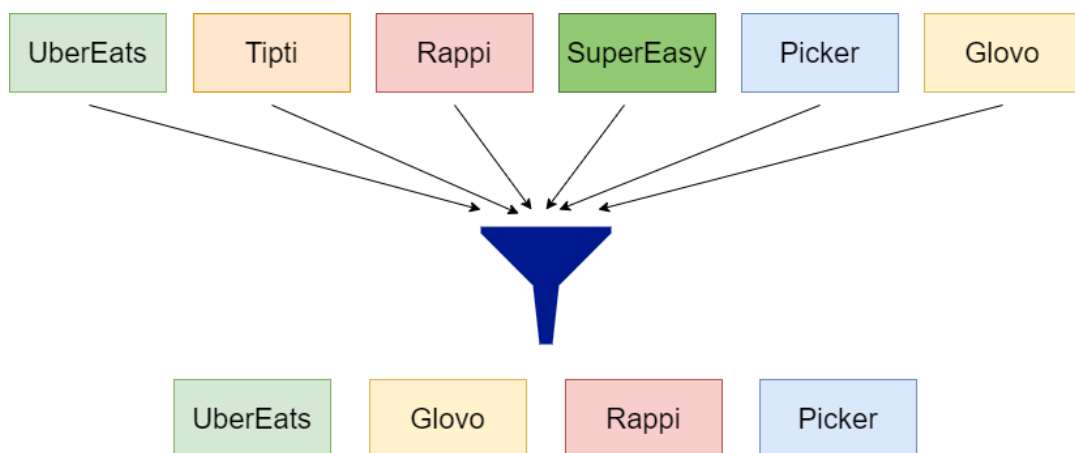 UberEats
Tipti
Rappi
SuperEasy
Picker
Glovo
UberEats
Glovo
Rappi
Picker